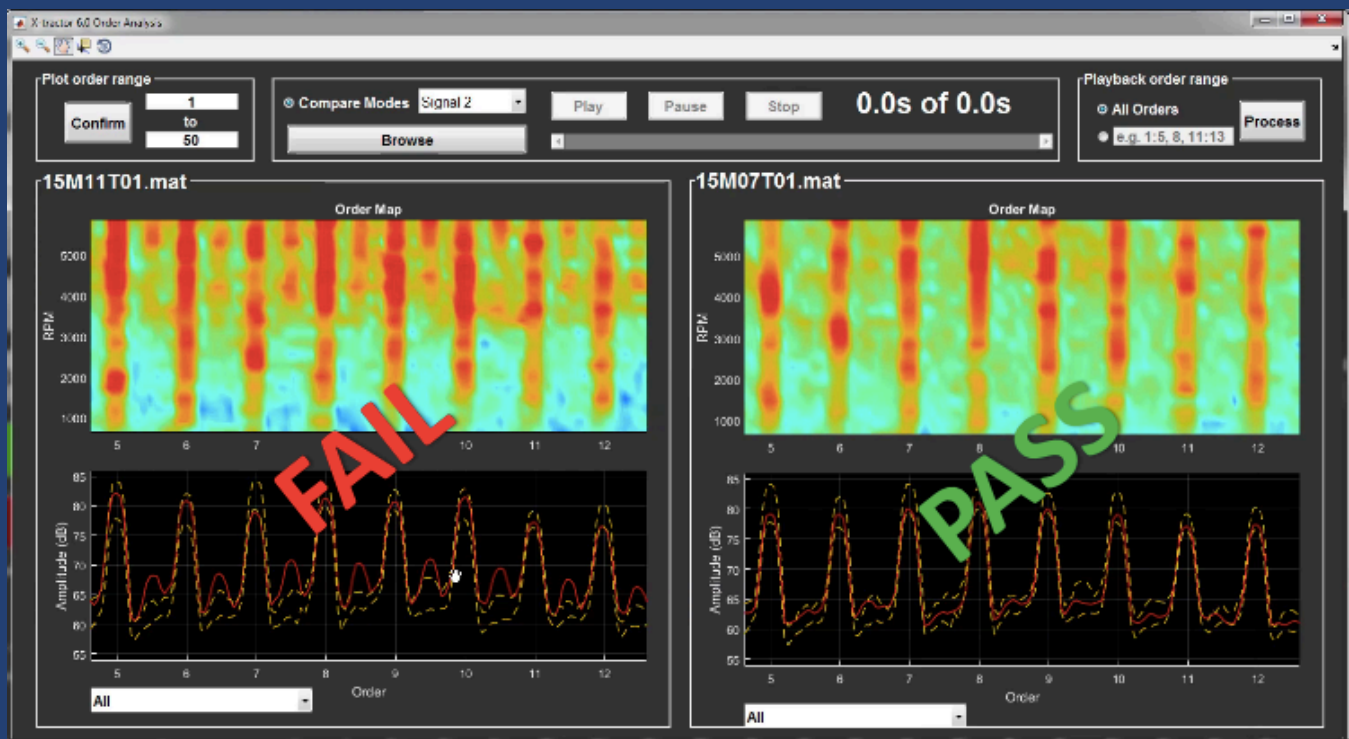 X-tractor 6.0 Order Analysis
Plot order range
Confirm
1
to
50
Compare Modes Signal 2
Browse
Play Pause Stop 0.0s of 0.0s
Playback order range
All Orders
e.g. 1:5, 8, 11:13
Process
15M11T01.mat
Order Map
RPM
5000
4000
3000
2000
1000
5 6 7 8 10 11 12
FAIL
Amplitude (dB)
85
80
75
70
65
60
55
5 6 7 8 9 10 11 12
Order
All
15M07T01.mat
Order Map
RPM
5000
4000
3000
2000
1000
5 6 7 8 9 10 11 12
PASS
Amplitude (dB)
85
80
75
70
65
60
55
5 6 7 8 9 10 11 12
Order
All